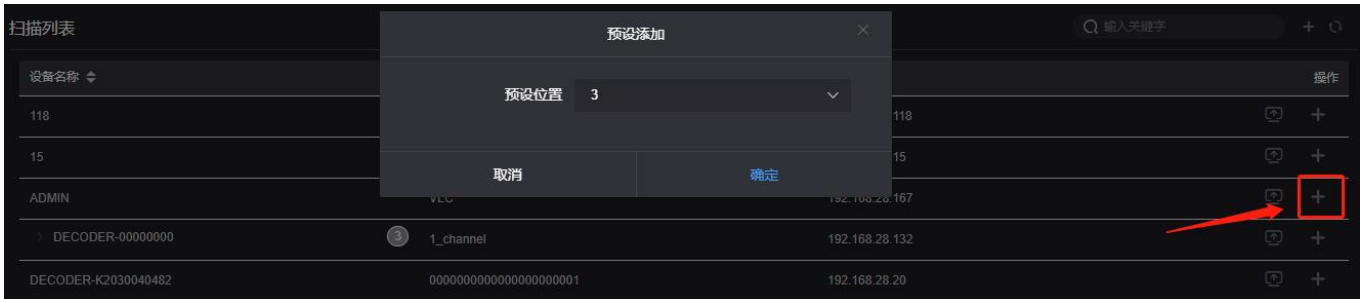 扫描列表
预设添加
输入关键字
设备名称
操作
预设位置 3
118
118
15
15
取消
确定
ADMIN
VLC
192.168.28.167
DECODER-00000000
3
1_channel
192.168.28.132
DECODER-K2030040482
0000000000000000000001
192.168.28.20